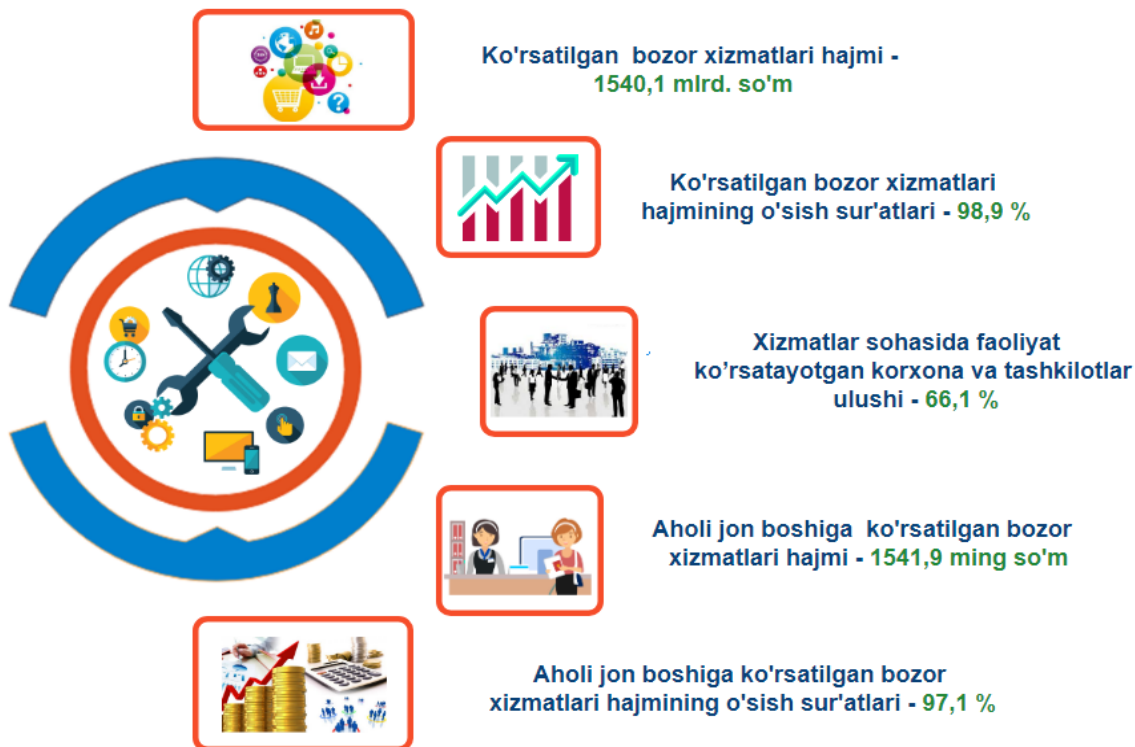 Ko'rsatilgan bozor xizmatlari hajmi -
1540,1 mlrd. so'm
Ko'rsatilgan bozor xizmatlari
hajmining o'sish sur'atlari - 98,9 %
Xizmatlar sohasida faoliyat
ko’rsatayotgan korxona va tashkilotlar
ulushi - 66,1 %
Aholi jon boshiga ko'rsatilgan bozor
xizmatlari hajmi - 1541,9 ming so'm
Aholi jon boshiga ko'rsatilgan bozor
xizmatlari hajmining o'sish sur'atlari - 97,1 %